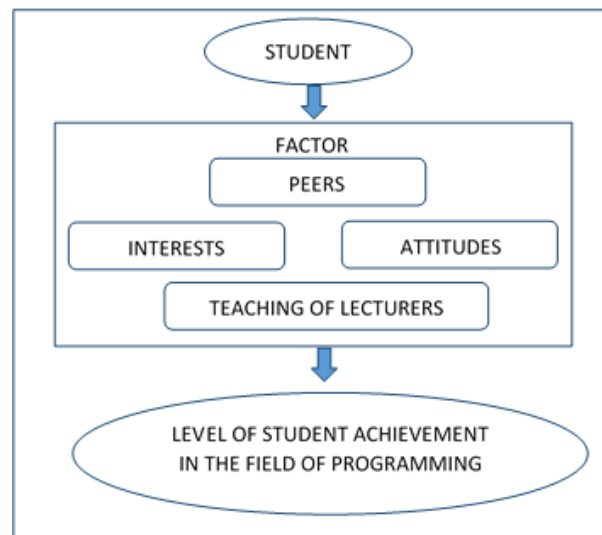 STUDENT
FACTOR
PEERS
INTERESTS
ATTITUDES
TEACHING OF LECTURERS
LEVEL OF STUDENT ACHIEVEMENT
IN THE FIELD OF PROGRAMMING